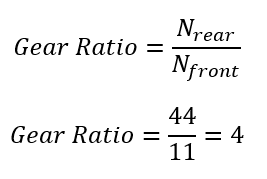 Gear Ratio = N_rear / N_front
Gear Ratio = 44/11 = 4